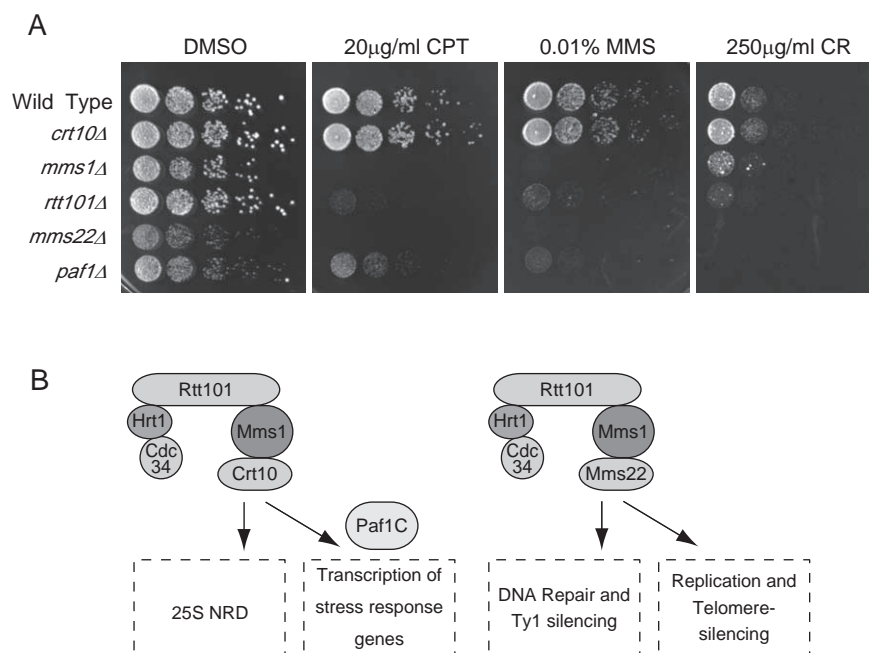 A
DMSO
20µg/ml CPT
0.01% MMS
250µg/ml CR
Wild Type
crt10Δ
mms1Δ
rtt101Δ
mms22Δ
paf1Δ
B
Rtt101
Hrt1
Mms1
Cdc
34
Crt10
Paf1C
25S NRD
Transcription of
stress response
genes
Rtt101
Hrt1
Mms1
Cdc
34
Mms22
DNA Repair and
Ty1 silencing
Replication and
Telomere-
silencing